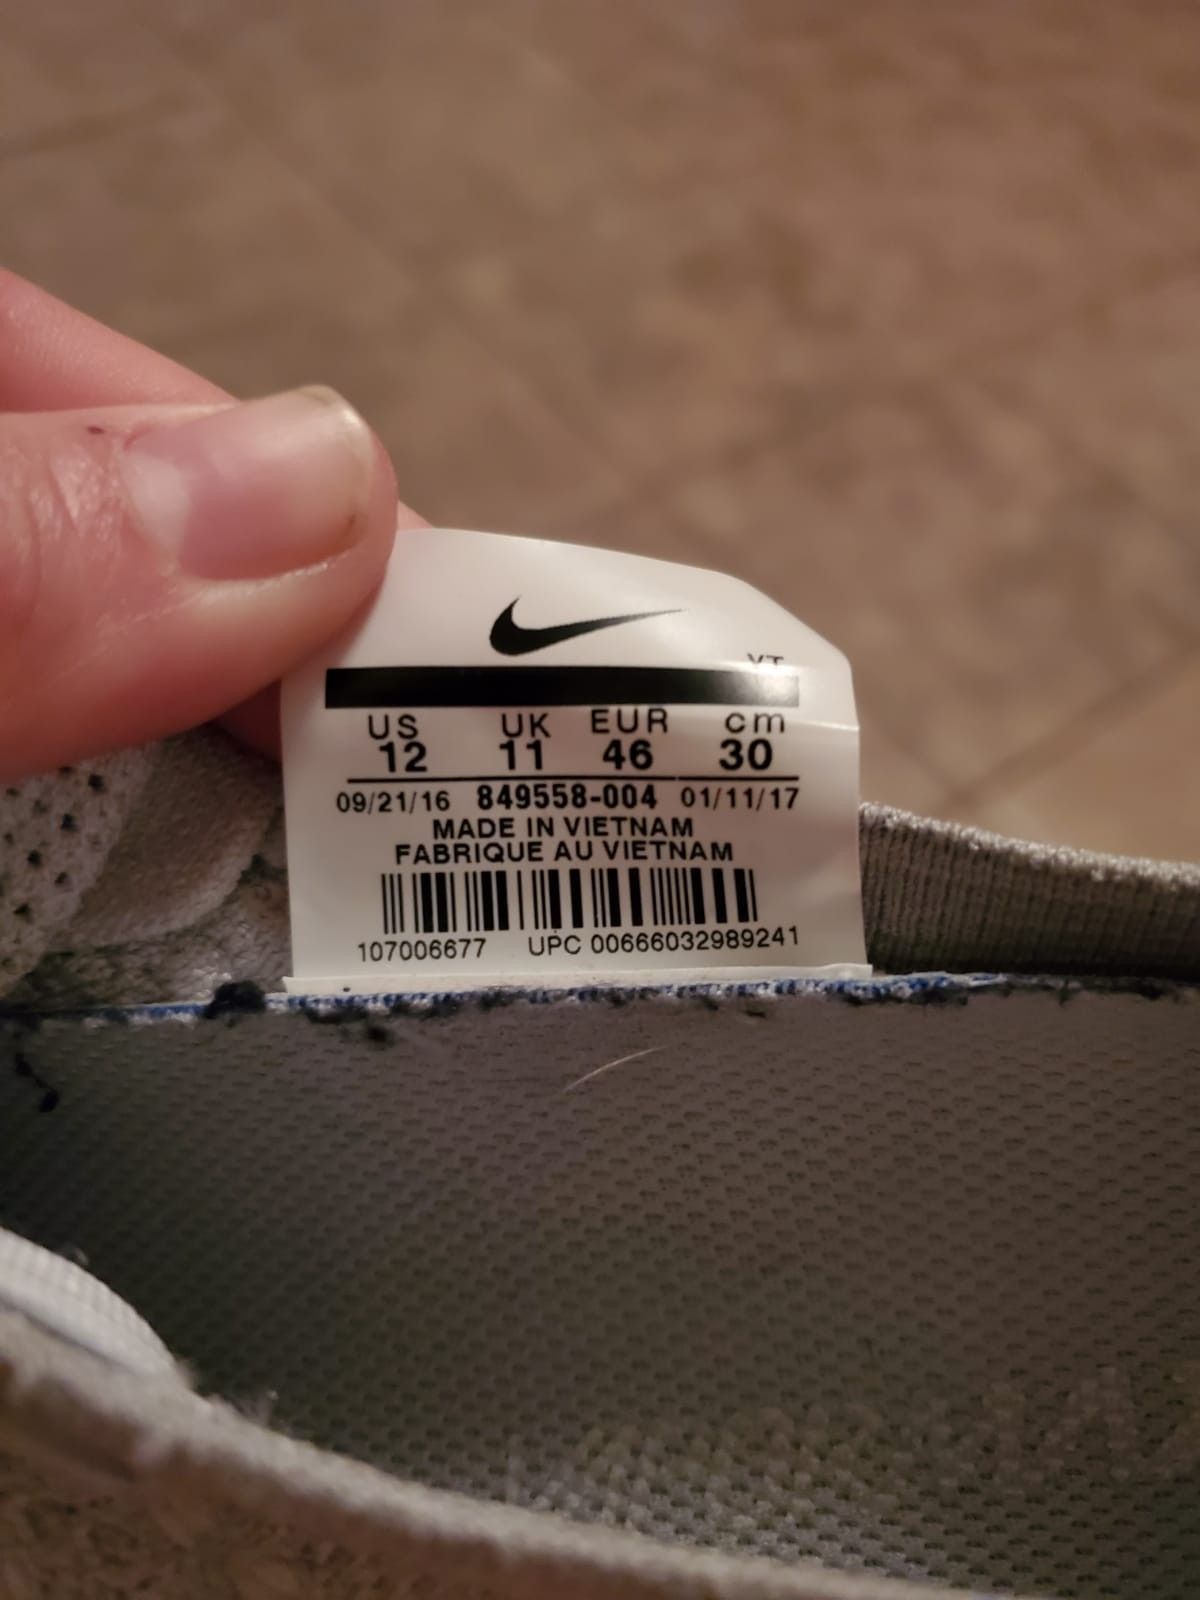 XT
US UK EUR cm
12 11 46 30
09/21/16 849558-004 01/11/17
MADE IN VIETNAM
FABRIQUE AU VIETNAM
107006677 UPC 00666032989241